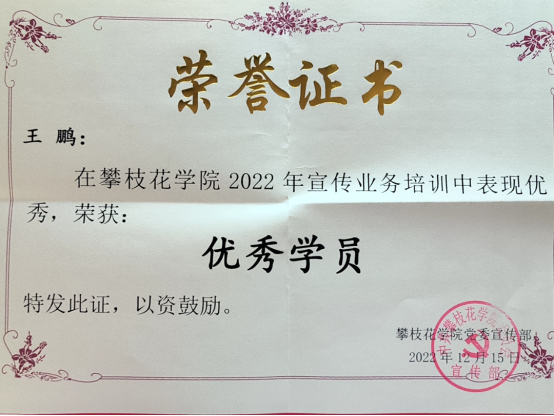 荣誉证书
王 鹏：
在攀枝花学院 2022 年宣传业务培训中表现优
秀，荣获：
优秀学员
特发此证，以资鼓励。
攀枝花学院党委宣传部
2022 年 12 月 15 日
宣传部